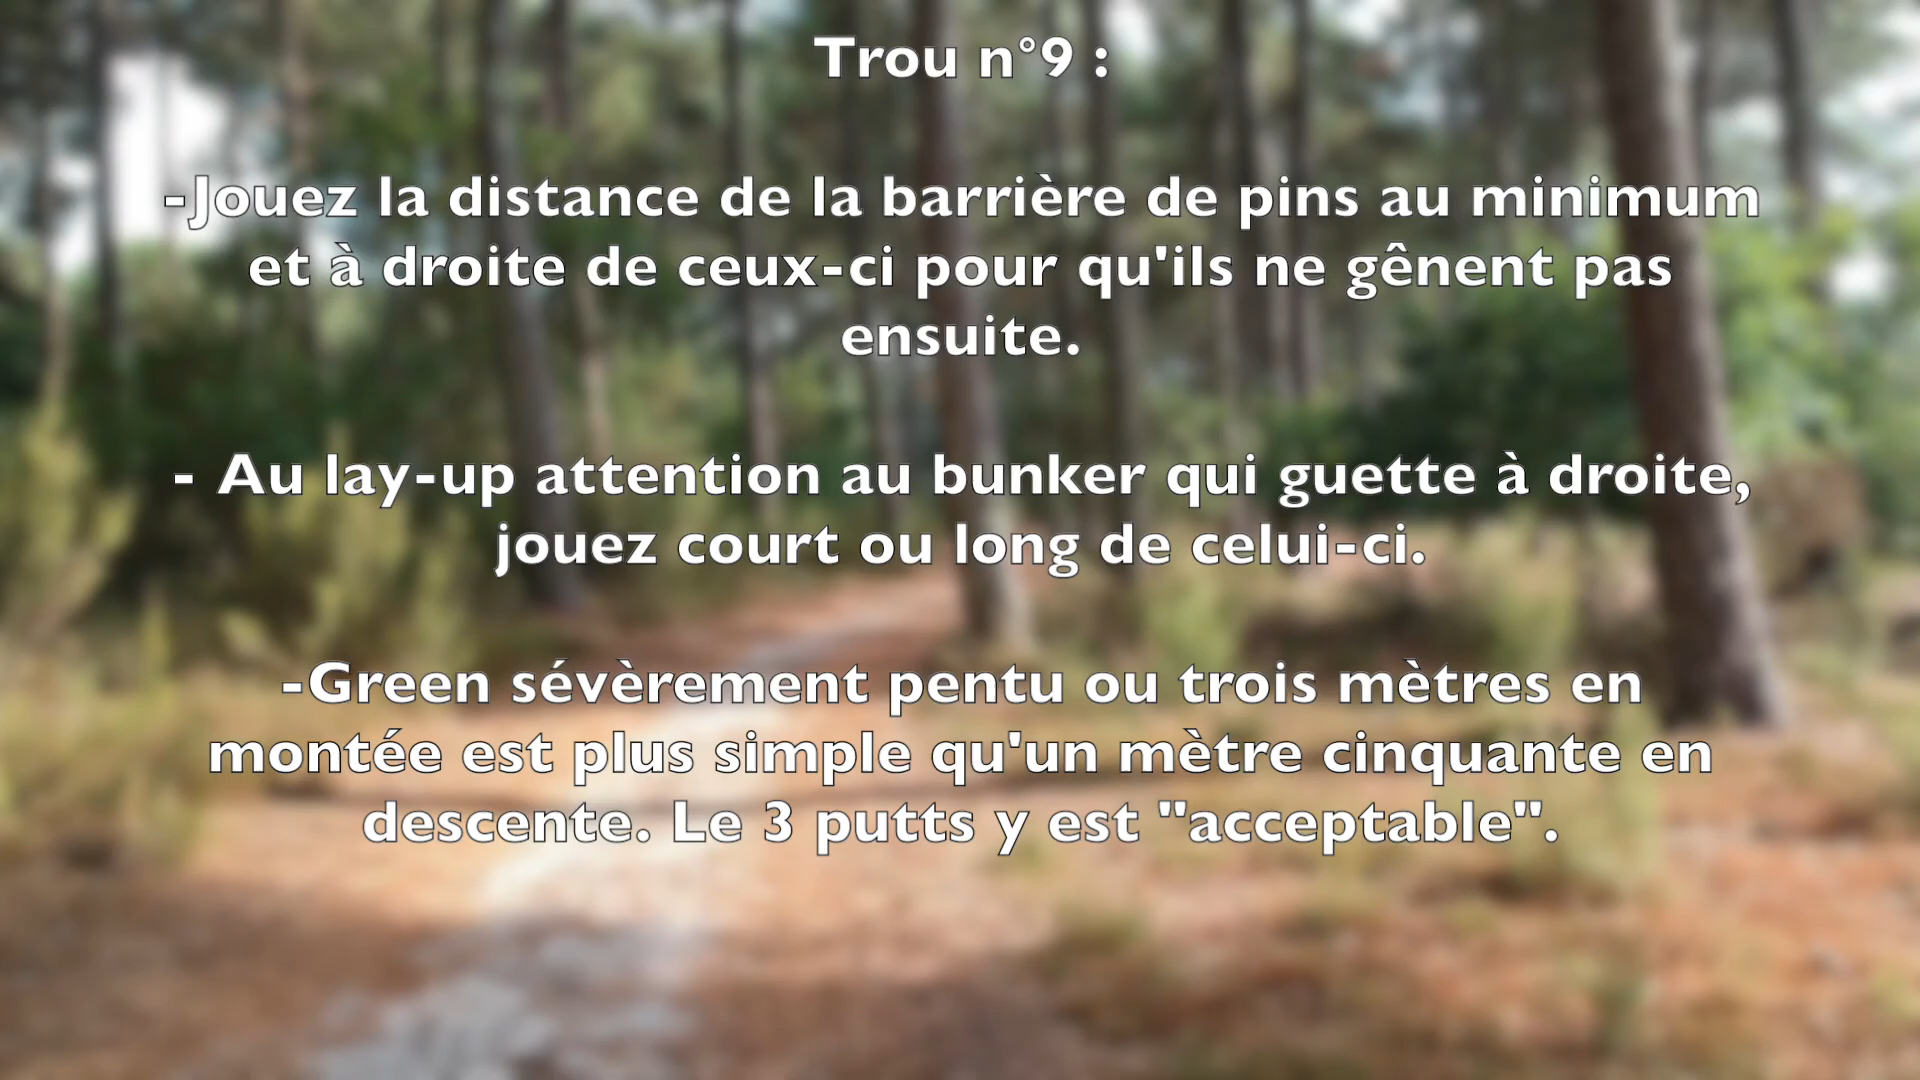 Trou n°9 :
-Jouez la distance de la barrière de pins au minimum
et à droite de ceux-ci pour qu'ils ne gênent pas
ensuite.
- Au lay-up attention au bunker qui guette à droite,
jouez court ou long de celui-ci.
-Green sévèrement pentu ou trois mètres en
montée est plus simple qu'un mètre cinquante en
descente. Le 3 putts y est "acceptable".